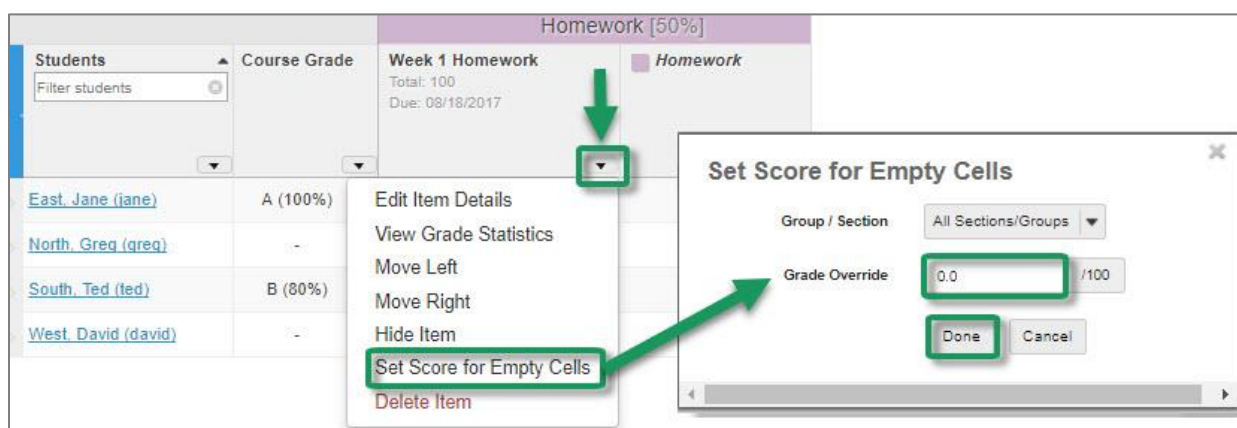 Homework [50%]
Students
Course Grade
Week 1 Homework
Homework
Filter students
Total: 100
Due: 08/18/2017
East, Jane (jane)
A (100%)
North, Greg (greg)
-
South, Ted (ted)
B (80%)
West, David (david)
-
Edit Item Details
View Grade Statistics
Move Left
Move Right
Hide Item
Set Score for Empty Cells
Delete Item
Set Score for Empty Cells
Group / Section
All Sections/Groups
Grade Override
0.0
/100
Done
Cancel